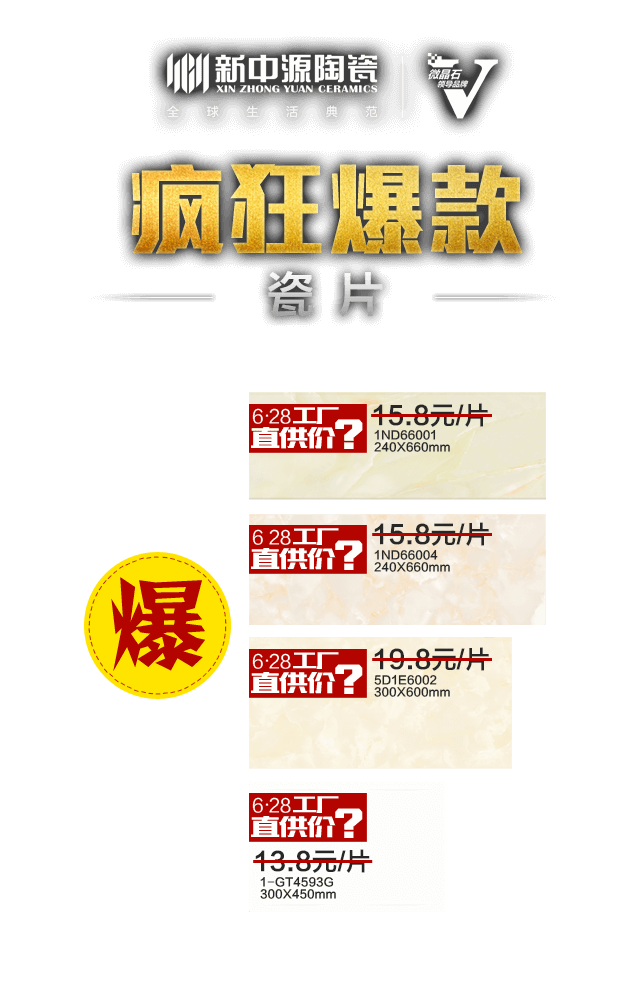 新中源陶瓷
XIN ZHONG YUAN CERAMICS
全球生活典范
微晶石
领导品牌
疯狂爆款
瓷片
爆
6·28工厂
直供价?
15.8元/片
1ND66001
240X660mm
6 28工厂
直供价?
15.8元/片
1ND66004
240X660mm
6·28工厂
直供价?
19.8元/片
5D1E6002
300X600mm
6·28工厂
直供价?
13.8元/片
1-GT4593G
300X450mm